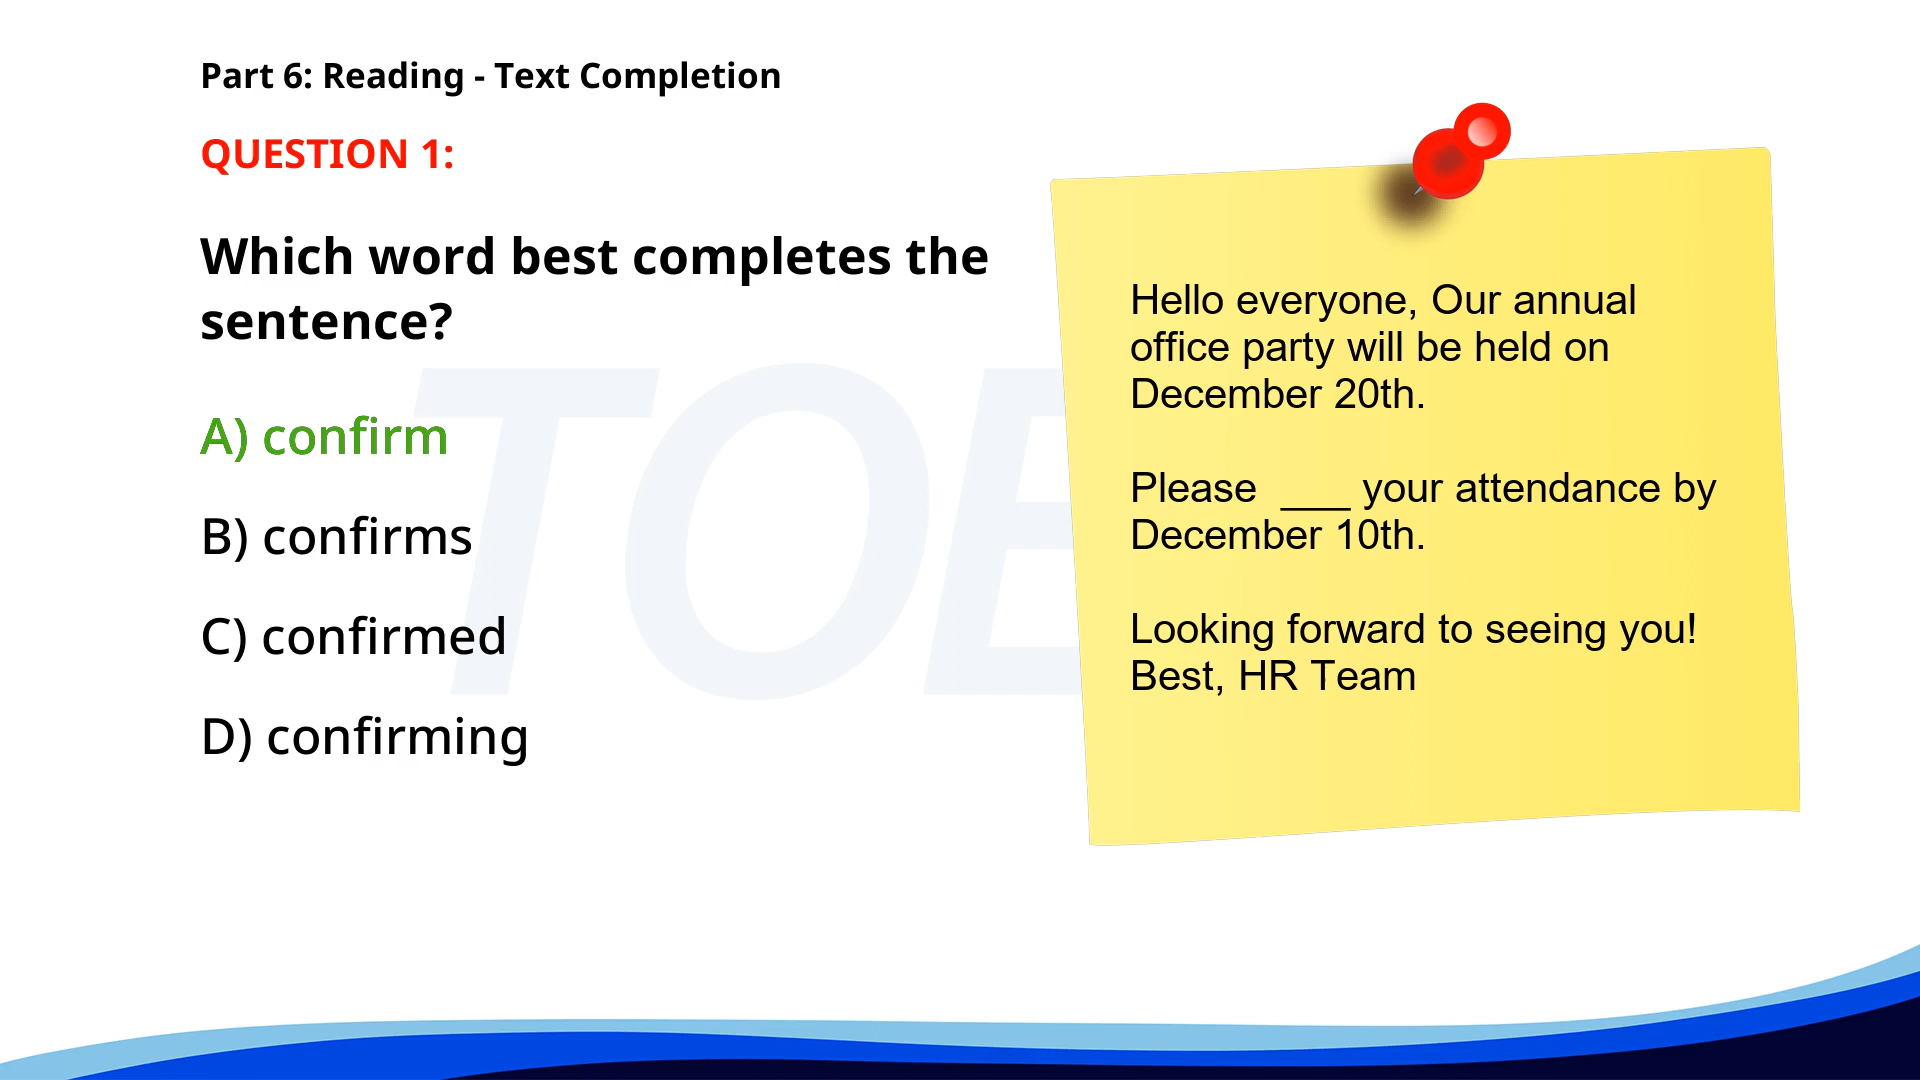 Part 6: Reading - Text Completion
QUESTION 1:
Which word best completes the
sentence?
A) confirm
B) confirms
C) confirmed
D) confirming
Hello everyone, Our annual
office party will be held on
December 20th.
Please ___ your attendance by
December 10th.
Looking forward to seeing you!
Best, HR Team
TOE